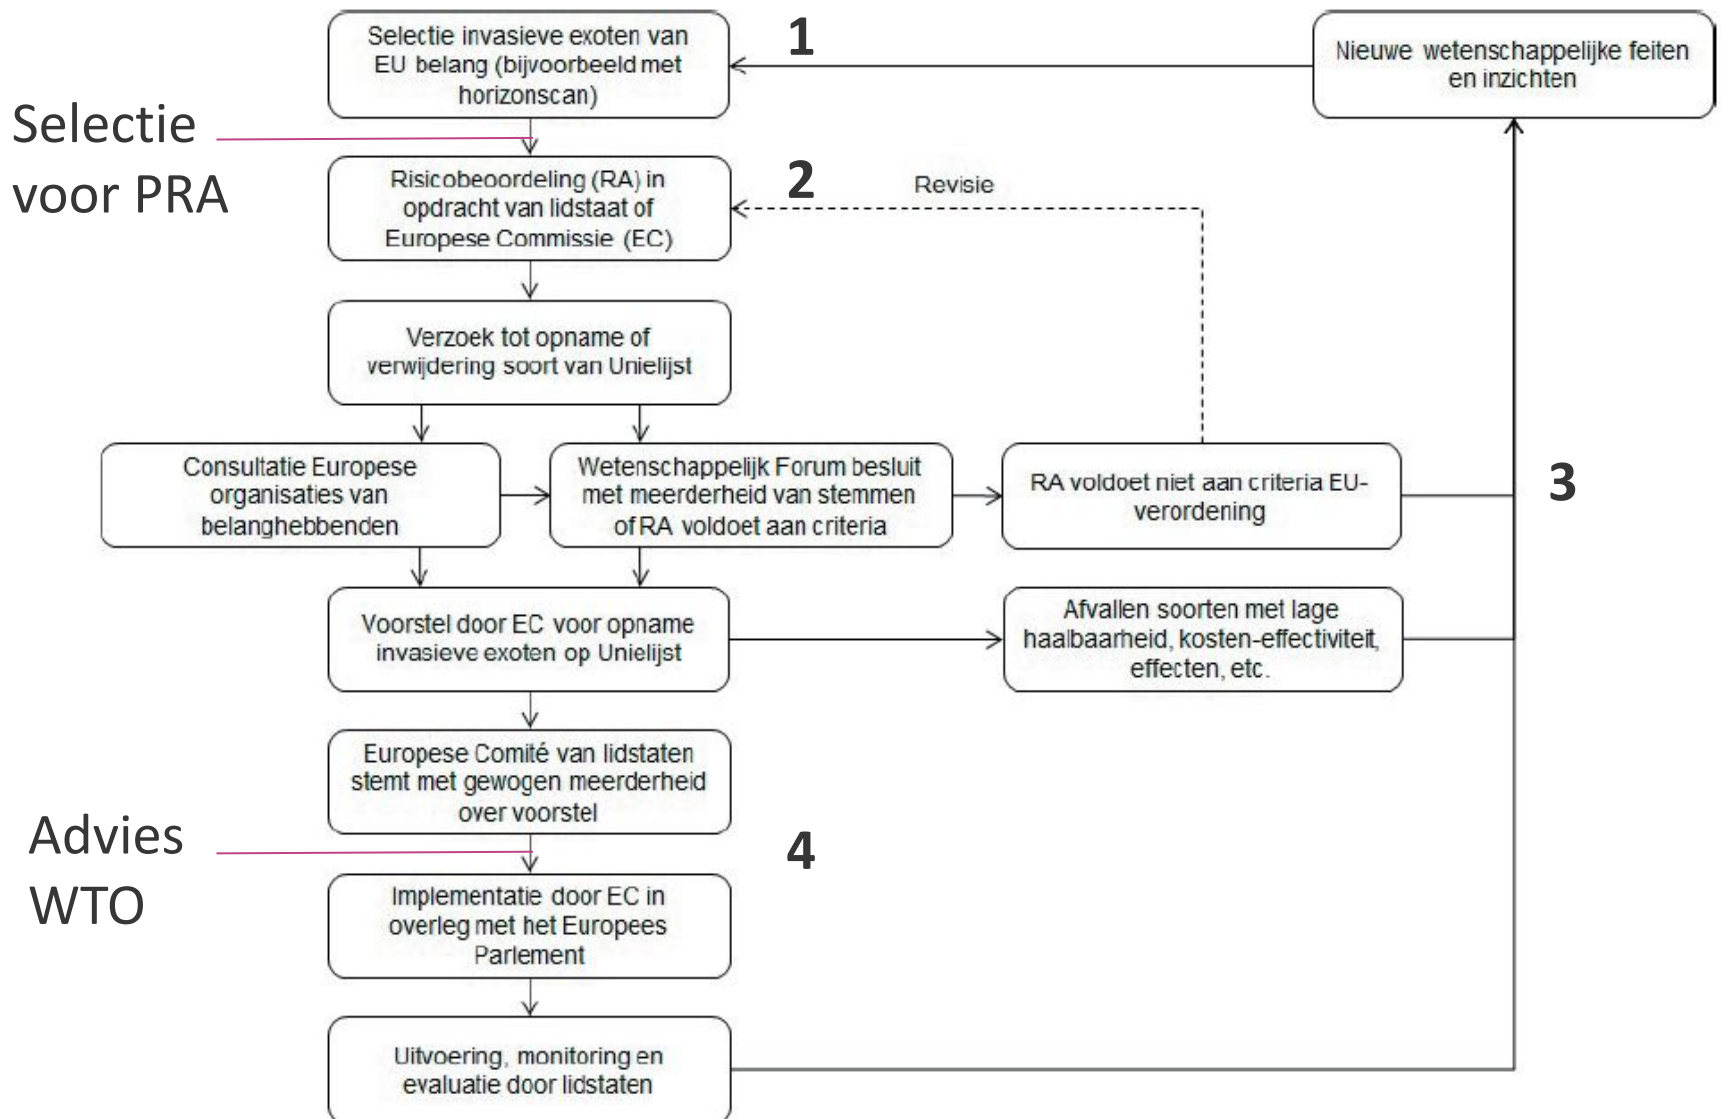 Selectie invasieve exoten van
EU belang (bijvoorbeeld met
horizonscan)
1
Nieuwe wetenschappelijke feiten
en inzichten
Selectie
voor PRA
Risicobeoordeling (RA) in
opdracht van lidstaat of
Europese Commissie (EC)
2
Revisie
Verzoek tot opname of
verwijdering soort van Unielijst
Consultatie Europese
organisaties van
belanghebbenden
Wetenschappelijk Forum besluit
met meerderheid van stemmen
of RA voldoet aan criteria
RA voldoet niet aan criteria EU-
verordening
3
Voorstel door EC voor opname
invasieve exoten op Unielijst
Afvallen soorten met lage
haalbaarheid, kosten-effectiviteit,
effecten, etc.
Europese Comité van lidstaten
stemt met gewogen meerderheid
over voorstel
Advies
WTO
4
Implementatie door EC in
overleg met het Europees
Parlement
Uitvoering, monitoring en
evaluatie door lidstaten